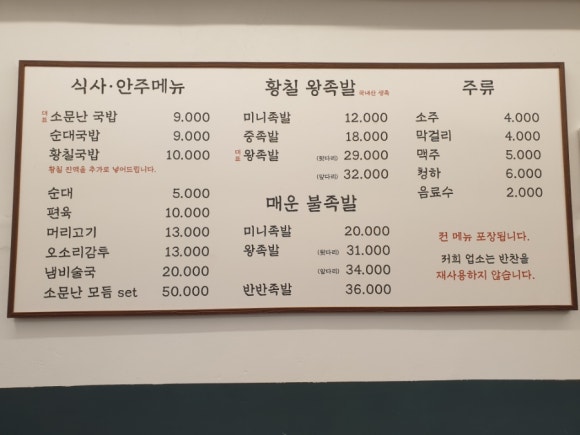 식사·안주메뉴
대표 소문난 국밥 9.000
순대국밥 9.000
황칠국밥 10.000
황칠 진액을 추가로 넣어드립니다.
순대 5.000
편육 10.000
머리고기 13.000
오소리감투 13.000
냄비술국 20.000
소문난 모듬 set 50.000
황칠 왕족발 국내산 생족
미니족발 12.000
중족발 18.000
대표 왕족발 (뒷다리) 29.000
(앞다리) 32.000
매운 불족발
미니족발 20.000
왕족발 (뒷다리) 31.000
(앞다리) 34.000
반반족발 36.000
주류
소주 4.000
막걸리 4.000
맥주 5.000
청하 6.000
음료수 2.000
전 메뉴 포장됩니다.
저희 업소는 반찬을
재사용하지 않습니다.